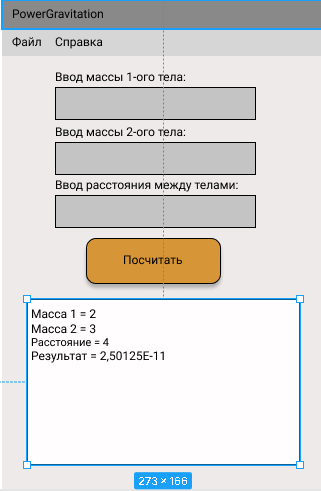 PowerGravitation
Файл Справка
Ввод массы 1-ого тела:
Ввод массы 2-ого тела:
Ввод расстояния между телами:
Посчитать
Масса 1 = 2
Масса 2 = 3
Расстояние = 4
Результат = 2,50125E-11
273 × 166